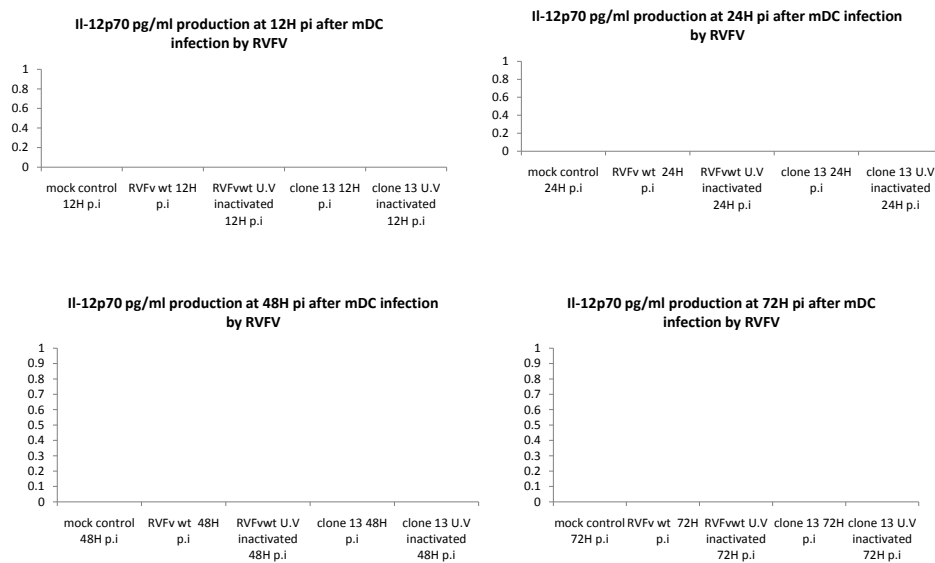 Il-12p70 pg/ml production at 12H pi after mDC
infection by RVFV
1
0.8
0.6
0.4
0.2
0
mock control
12H p.i
RVFv wt 12H
p.i
RVFvwt U.V
inactivated
12H p.i
clone 13 12H
p.i
clone 13 U.V
inactivated
12H p.i
Il-12p70 pg/ml production at 24H pi after mDC infection
by RVFV
1
0.8
0.6
0.4
0.2
0
mock control
24H p.i
RVFv wt 24H
p.i
RVFvwt U.V
inactivated
24H p.i
clone 13 24H
p.i
clone 13 U.V
inactivated
24H p.i
Il-12p70 pg/ml production at 48H pi after mDC infection
by RVFV
1
0.9
0.8
0.7
0.6
0.5
0.4
0.3
0.2
0.1
0
mock control
48H p.i
RVFv wt 48H
p.i
RVFvwt U.V
inactivated
48H p.i
clone 13 48H
p.i
clone 13 U.V
inactivated
48H p.i
Il-12p70 pg/ml production at 72H pi after mDC
infection by RVFV
1
0.9
0.8
0.7
0.6
0.5
0.4
0.3
0.2
0.1
0
mock control
72H p.i
RVFv wt 72H
p.i
RVFvwt U.V
inactivated
72H p.i
clone 13 72H
p.i
clone 13 U.V
inactivated
72H p.i